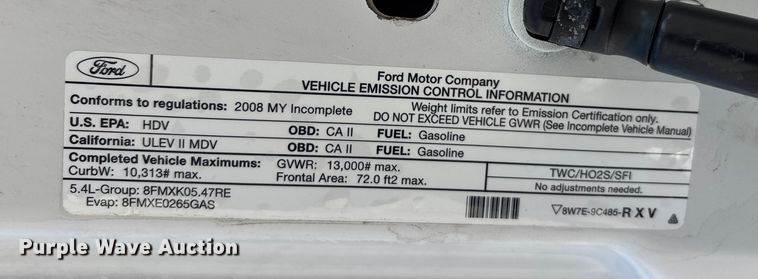 Ford
Ford Motor Company
VEHICLE EMISSION CONTROL INFORMATION
Conforms to regulations: 2008 MY Incomplete
Weight limits refer to Emission Certification only.
DO NOT EXCEED VEHICLE GVWR (See Incomplete Vehicle Manual)
U.S. EPA: HDV OBD: CA II FUEL: Gasoline
California: ULEV II MDV OBD: CA II FUEL: Gasoline
Completed Vehicle Maximums: GVWR: 13,000# max.
CurbW: 10,313# max. Frontal Area: 72.0 ft2 max.
TWC/HO2S/SFI
No adjustments needed.
5.4L-Group: 8FMXK05.47RE
Evap: 8FMXE0265GAS
8W7E-9C485-R X V
Purple Wave Auction